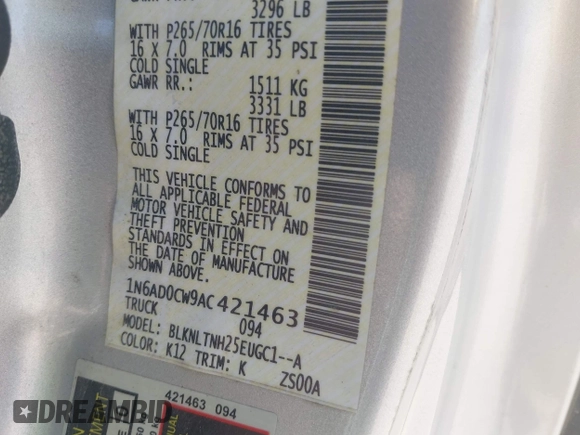 3296 LB
WITH P265/70R16 TIRES
16 X 7.0 RIMS AT 35 PSI
COLD SINGLE
GAWR RR.: 1511 KG
3331 LB
WITH P265/70R16 TIRES
16 X 7.0 RIMS AT 35 PSI
COLD SINGLE
THIS VEHICLE CONFORMS TO
ALL APPLICABLE FEDERAL
MOTOR VEHICLE SAFETY AND
THEFT PREVENTION
STANDARDS IN EFFECT ON
THE DATE OF MANUFACTURE
SHOWN ABOVE.
1N6AD0CW9AC421463
TRUCK 094
MODEL: BLKNLTNH25EUGC1--A
COLOR: K12 TRIM: K ZS00A
421463 094
DREAMBID